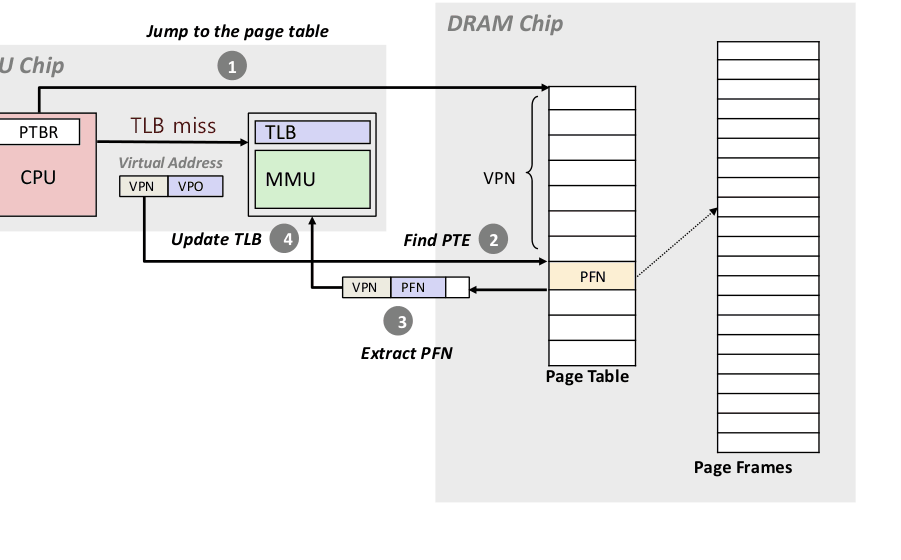 DRAM Chip
Jump to the page table
1
U Chip
PTBR
TLB miss
TLB
CPU
Virtual Address
MMU
VPN
VPO
VPN
Update TLB
4
Find PTE
2
PFN
VPN
PFN
3
Extract PFN
Page Table
Page Frames